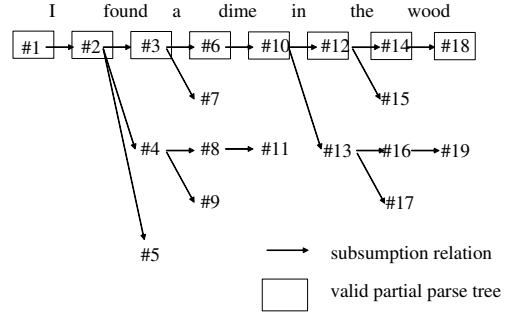 I found a dime in the wood
#1 #2 #3 #6 #10 #12 #14 #18
#7 #15
#4 #8 #11 #13 #16 #19
#9 #17
#5
subsumption relation
valid partial parse tree